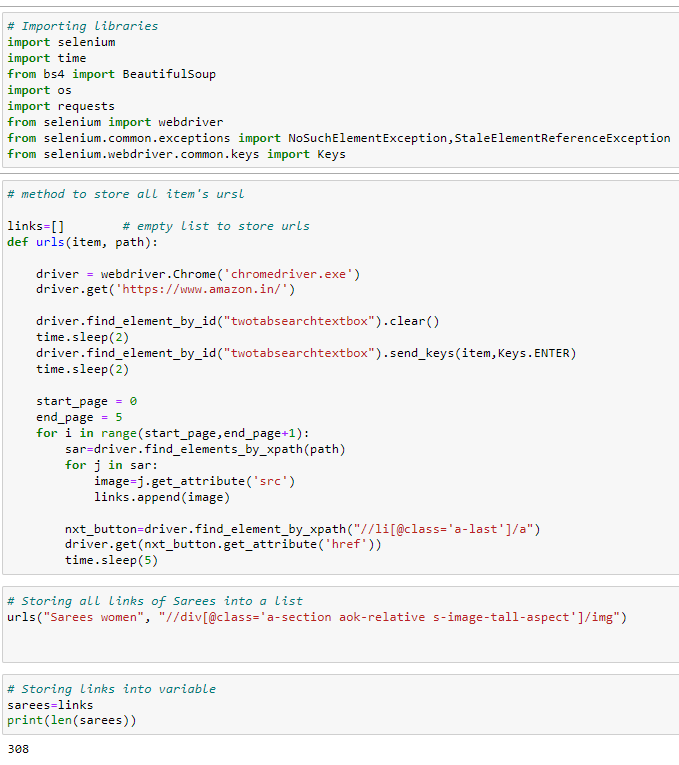 # Importing libraries
import selenium
import time
from bs4 import BeautifulSoup
import os
import requests
from selenium import webdriver
from selenium.common.exceptions import NoSuchElementException,StaleElementReferenceException
from selenium.webdriver.common.keys import Keys
# method to store all item's ursl
links=[]        # empty list to store urls
def urls(item, path):
    driver = webdriver.Chrome('chromedriver.exe')
    driver.get('https://www.amazon.in/')
    driver.find_element_by_id("twotabsearchtextbox").clear()
    time.sleep(2)
    driver.find_element_by_id("twotabsearchtextbox").send_keys(item,Keys.ENTER)
    time.sleep(2)
    start_page = 0
    end_page = 5
    for i in range(start_page,end_page+1):
        sar=driver.find_elements_by_xpath(path)
        for j in sar:
            image=j.get_attribute('src')
            links.append(image)
        nxt_button=driver.find_element_by_xpath("//li[@class='a-last']/a")
        driver.get(nxt_button.get_attribute('href'))
        time.sleep(5)
# Storing all links of Sarees into a list
urls("Sarees women", "//div[@class='a-section aok-relative s-image-tall-aspect']/img")
# Storing links into variable
sarees=links
print(len(sarees))
308